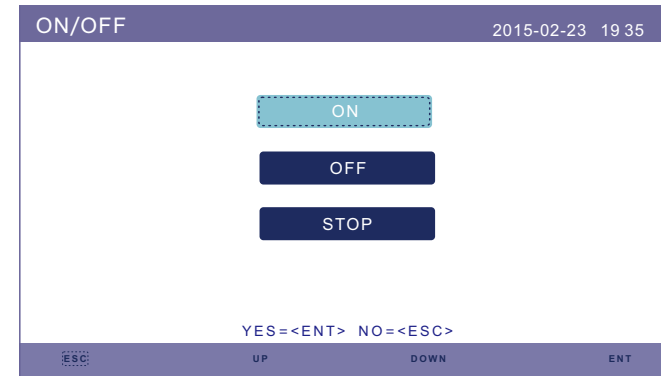 ON/OFF 2015-02-23 19 35
ON
OFF
STOP
YES=<ENT> NO=<ESC>
ESC UP DOWN ENT